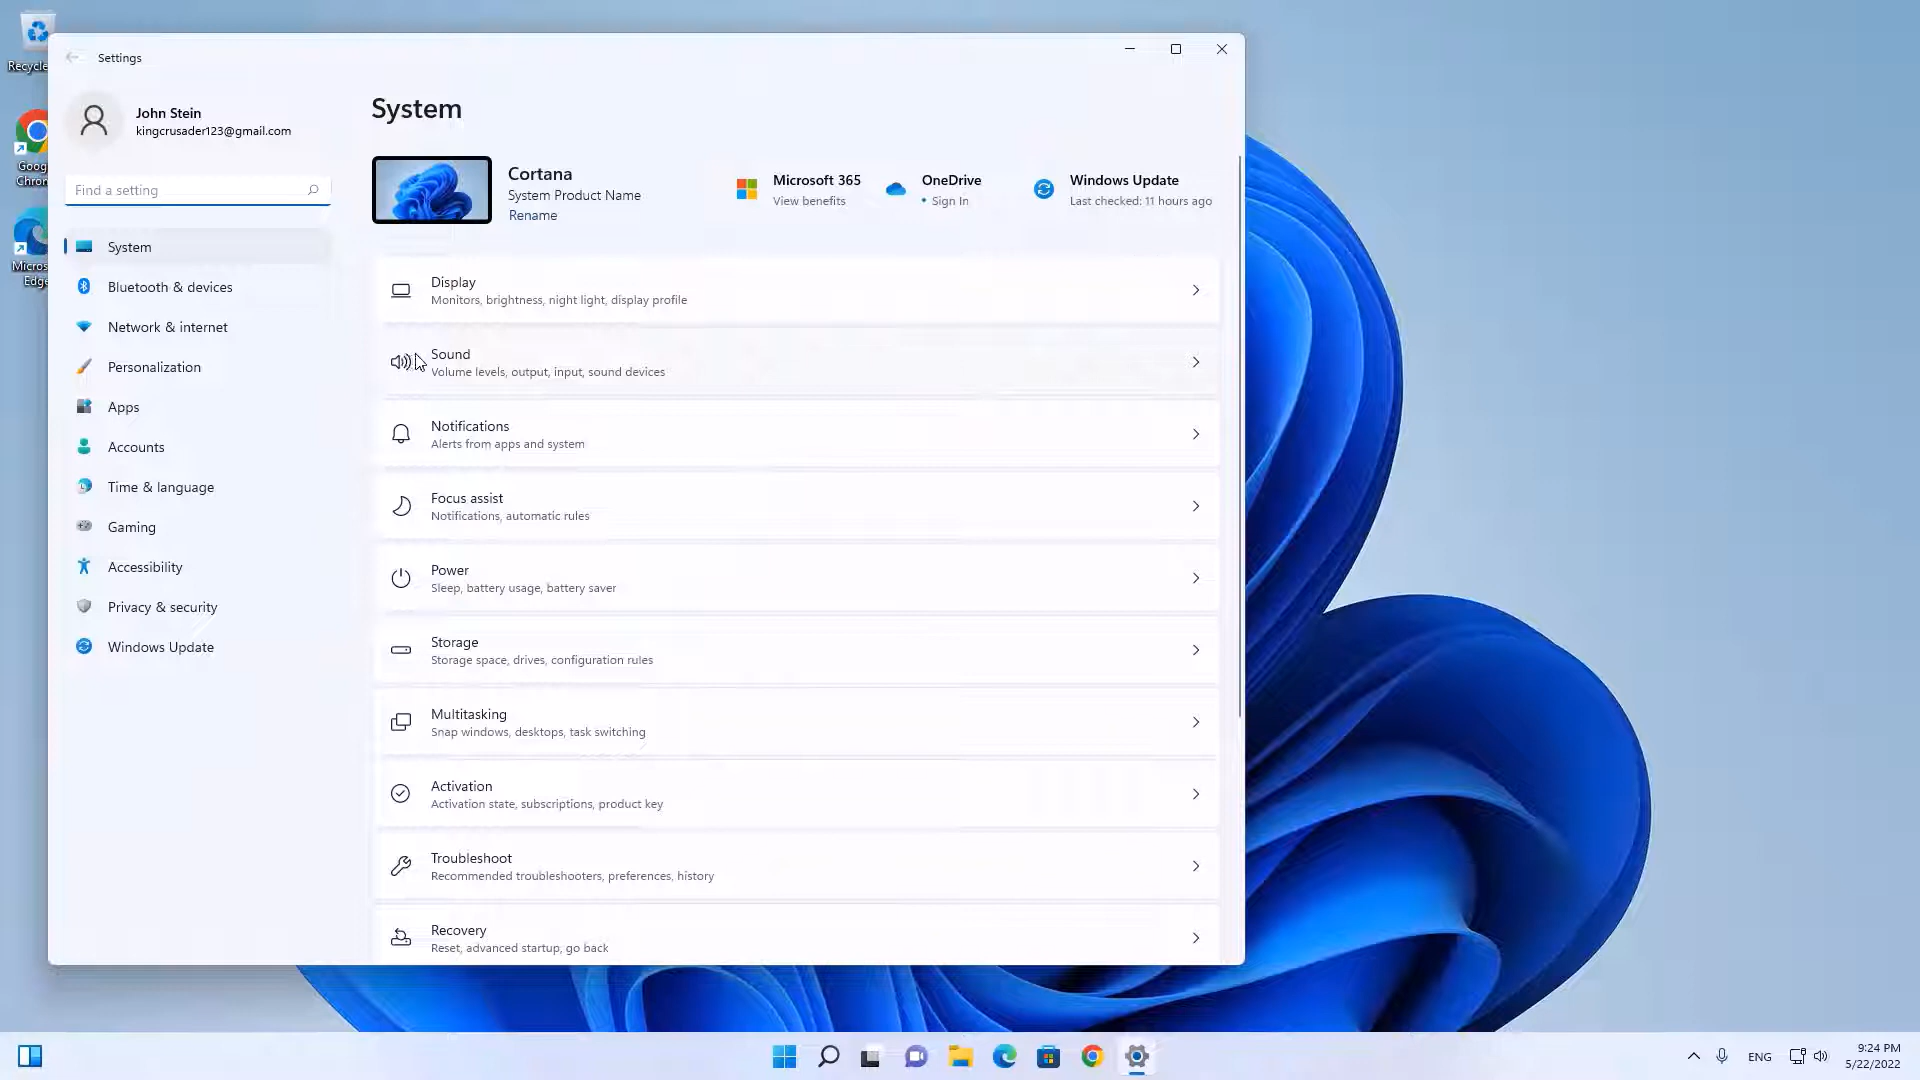 Recycle
Google
Chrom
Micros
Edge
Settings
John Stein
kingcrusader123@gmail.com
Find a setting
System
Bluetooth & devices
Network & internet
Personalization
Apps
Accounts
Time & language
Gaming
Accessibility
Privacy & security
Windows Update
System
Cortana
System Product Name
Rename
Microsoft 365
View benefits
OneDrive
• Sign In
Windows Update
Last checked: 11 hours ago
Display
Monitors, brightness, night light, display profile
Sound
Volume levels, output, input, sound devices
Notifications
Alerts from apps and system
Focus assist
Notifications, automatic rules
Power
Sleep, battery usage, battery saver
Storage
Storage space, drives, configuration rules
Multitasking
Snap windows, desktops, task switching
Activation
Activation state, subscriptions, product key
Troubleshoot
Recommended troubleshooters, preferences, history
Recovery
Reset, advanced startup, go back
ENG
9:24 PM
5/22/2022